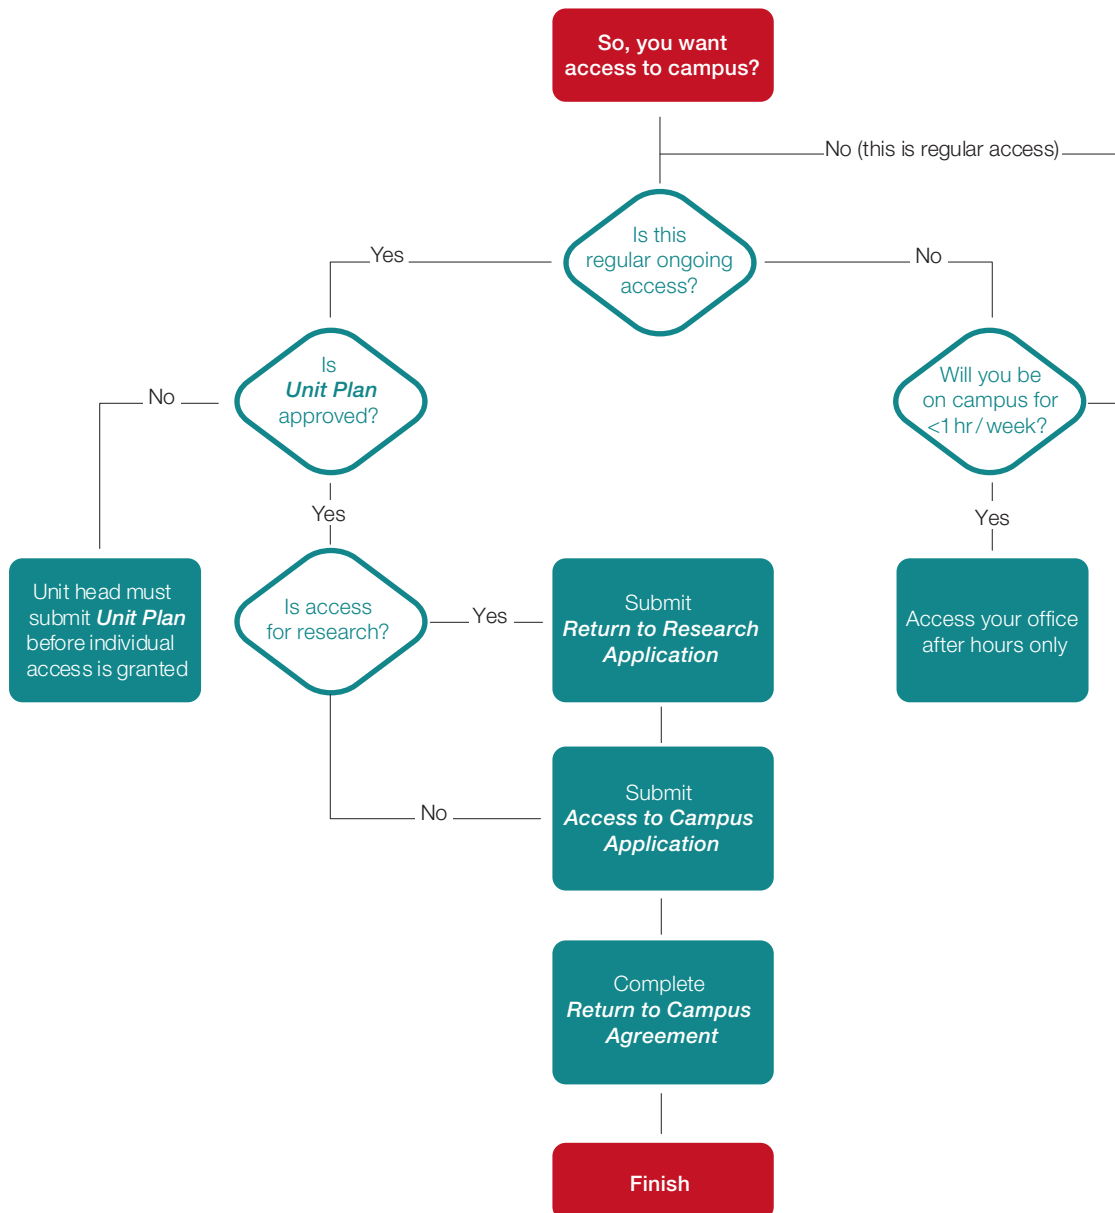 So, you want
access to campus?
No (this is regular access)
Is this
regular ongoing
access?
Yes
No
Is
Unit Plan
approved?
Will you be
on campus for
<1 hr / week?
No
Yes
Yes
Unit head must
submit Unit Plan
before individual
access is granted
Is access
for research?
Yes
Submit
Return to Research
Application
Access your office
after hours only
No
Submit
Access to Campus
Application
Complete
Return to Campus
Agreement
Finish